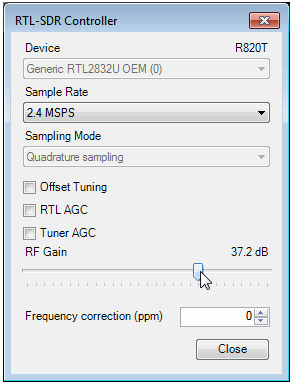 RTL-SDR Controller
Device R820T
Generic RTL2832U OEM (0)
Sample Rate
2.4 MSPS
Sampling Mode
Quadrature sampling
Offset Tuning
RTL AGC
Tuner AGC
RF Gain 37.2 dB
Frequency correction (ppm) 0
Close